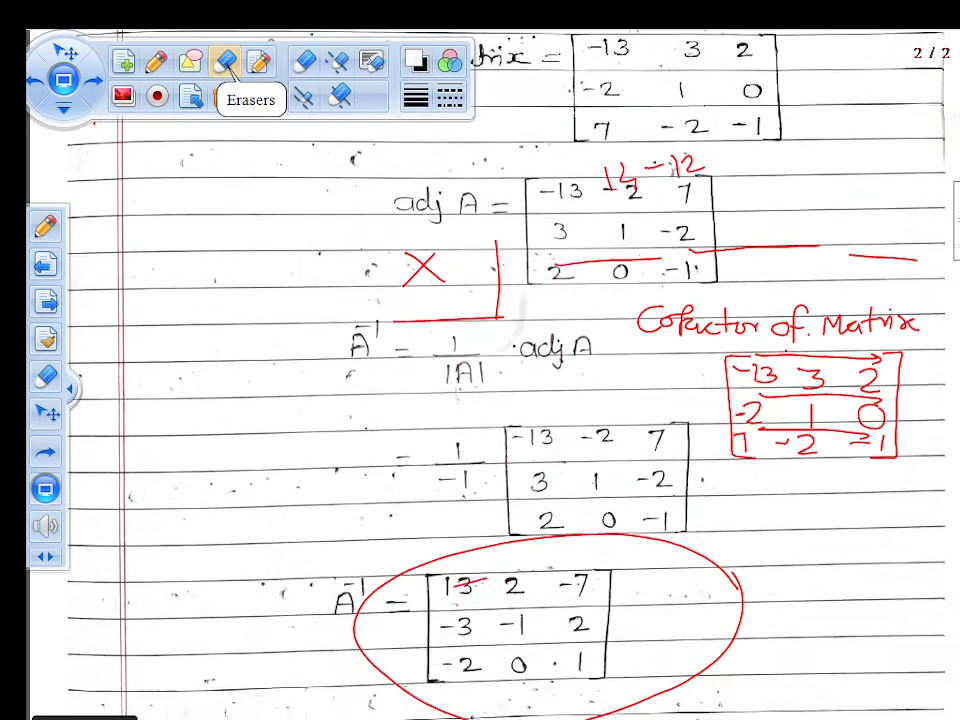 trix = -13 3 2
2 / 2
Erasers
-2 1 0
7 -2 -1
12 -12
adj A = -13 -2 7
3 1 -2
2 0 -1
X
Cofactor of Matrix
-13 3 2
-2 1 0
7 -2 -1
A⁻¹ = 1/|A| · adj A
= 1/-1 -13 -2 7
3 1 -2
2 0 -1
A⁻¹ = 13 2 -7
-3 -1 2
-2 0 1